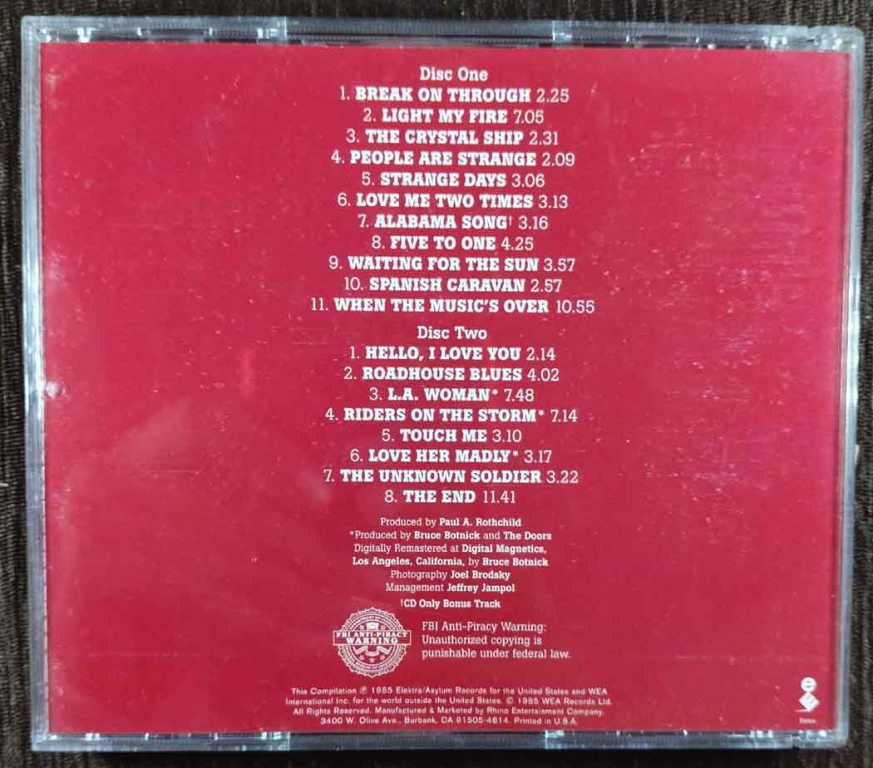 Disc One
1. BREAK ON THROUGH 2.25
2. LIGHT MY FIRE 7.05
3. THE CRYSTAL SHIP 2.31
4. PEOPLE ARE STRANGE 2.09
5. STRANGE DAYS 3.06
6. LOVE ME TWO TIMES 3.13
7. ALABAMA SONG† 3.16
8. FIVE TO ONE 4.25
9. WAITING FOR THE SUN 3.57
10. SPANISH CARAVAN 2.57
11. WHEN THE MUSIC'S OVER 10.55
Disc Two
1. HELLO, I LOVE YOU 2.14
2. ROADHOUSE BLUES 4.02
3. L.A. WOMAN* 7.48
4. RIDERS ON THE STORM* 7.14
5. TOUCH ME 3.10
6. LOVE HER MADLY* 3.17
7. THE UNKNOWN SOLDIER 3.22
8. THE END 11.41
Produced by Paul A. Rothchild
*Produced by Bruce Botnick and The Doors
Digitally Remastered at Digital Magnetics,
Los Angeles, California, by Bruce Botnick
Photography Joel Brodsky
Management Jeffrey Jampol
†CD Only Bonus Track
FBI ANTI-PIRACY
WARNING
FBI Anti-Piracy Warning:
Unauthorized copying is
punishable under federal law.
This Compilation ℗ 1985 Elektra/Asylum Records for the United States and WEA
International Inc. for the world outside the United States. © 1985 WEA Records Ltd.
All Rights Reserved. Manufactured & Marketed by Rhino Entertainment Company,
3400 W. Olive Ave., Burbank, CA 91505-4614. Printed in U.S.A.